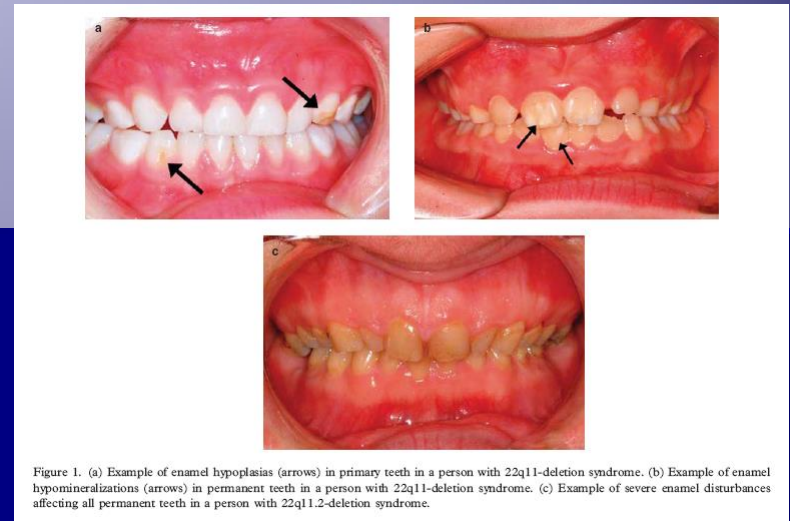 a
b
c
Figure 1. (a) Example of enamel hypoplasias (arrows) in primary teeth in a person with 22q11-deletion syndrome. (b) Example of enamel
hypomineralizations (arrows) in permanent teeth in a person with 22q11-deletion syndrome. (c) Example of severe enamel disturbances
affecting all permanent teeth in a person with 22q11.2-deletion syndrome.